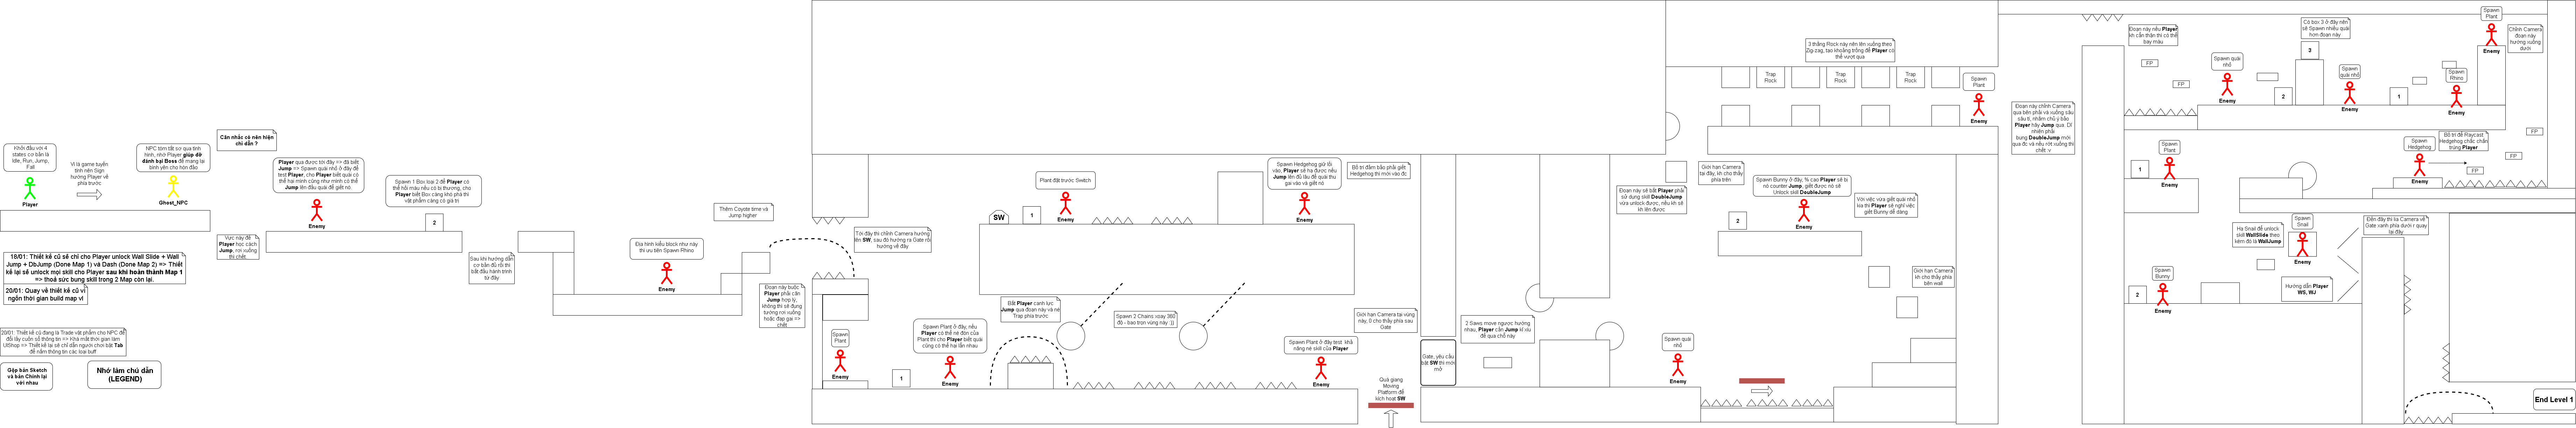 Khởi đầu với 4
states cơ bản là
Idle, Run, Jump,
Fall
Player
Vì là game tuyến
tính nên Sign
hướng Player về
phía trước
NPC tóm tắt sơ qua tình
hình, nhờ Player giúp đỡ
đánh bại Boss để mang lại
bình yên cho hòn đảo
Ghost_NPC
Cân nhắc có nên hiện
chỉ dẫn ?
Vực này để
Player học cách
Jump, rơi xuống
thì chết.
Player qua được tới đây => đã biết
Jump => Spawn quái nhỏ ở đây để
test Player, cho Player biết quái có
thể hại mình cũng như mình có thể
Jump lên đầu quái để giết nó.
Enemy
Spawn 1 Box loại 2 để Player có
thể hồi máu nếu có bị thương, cho
Player biết Box càng khó phá thì
vật phẩm càng có giá trị
2
Sau khi hướng dẫn
cơ bản đủ rồi thì
bắt đầu hành trình
từ đây
Địa hình kiểu block như này
thì ưu tiên Spawn Rhino
Enemy
Thêm Coyote time và
Jump higher
Đoạn này buộc
Player phải căn
Jump hợp lý,
không thì sẽ đụng
tường rơi xuống
hoặc đạp gai =>
chết
18/01: Thiết kế cũ sẽ chỉ cho Player unlock Wall Slide + Wall
Jump + DbJump (Done Map 1) và Dash (Done Map 2) => Thiết
kế lại sẽ unlock mọi skill cho Player sau khi hoàn thành Map 1
=> thoả sức bung skill trong 2 Map còn lại.
20/01: Quay về thiết kế cũ vì
ngốn thời gian build map vl
20/01: Thiết kế cũ đang là Trade vật phẩm cho NPC để
đổi lấy cuốn sổ thông tin => Khá mất thời gian làm
UIShop => Thiết kế lại sẽ chỉ dẫn người chơi bật Tab
để nắm thông tin các loại buff
Gộp bản Sketch
và bản Chính lại
với nhau
Nhớ làm chú dẫn
(LEGEND)
Tới đây thì chỉnh Camera hướng
lên SW, sau đó hướng ra Gate rồi
hướng về đây
SW
1
Plant đặt trước Switch
Enemy
Spawn Hedgehog giữ lối
vào, Player sẽ hạ được nếu
Jump lên đó lâu để quái thu
gai vào và giết nó
Enemy
Bố trí đảm bảo phải giết
Hedgehog thì mới vào đc
Spawn
Plant
Enemy
1
Spawn Plant ở đây, nếu
Player có thể né đòn của
Plant thì cho Player biết quái
cũng có thể hại lẫn nhau
Enemy
Bắt Player canh lực
Jump qua đoạn này và né
Trap phía trước
Spawn 2 Chains xoay 360
độ - bao trọn vùng này :))
Spawn Plant ở đây test khả
năng né skill của Player
Enemy
Giới hạn Camera tại vùng
này, 0 cho thấy phía sau
Gate
Quá giang
Moving
Platform để
kích hoạt SW
Gate, yêu cầu
bật SW thì mới
mở
2 Saws move ngược hướng
nhau, Player cần Jump kĩ xíu
để qua chỗ này
Spawn quái
nhỏ
Enemy
Đoạn này sẽ bắt Player phải
sử dụng skill DoubleJump
vừa unlock được, nếu kh sẽ
kh lên được
Giới hạn Camera
tại đây, kh cho thấy
phía trên
Spawn Bunny ở đây, % cao Player sẽ bị
nó counter Jump, giết được nó sẽ
Unlock skill DoubleJump
2
Enemy
Với việc vừa giết quái nhỏ
kia thì Player sẽ nghĩ việc
giết Bunny dễ dàng
Giới hạn Camera
kh cho thấy phía
bên wall
3 thằng Rock này nên lên xuống theo
Zig zag, tạo khoảng trống để Player có
thể vượt qua
Trap
Rock
Trap
Rock
Trap
Rock
Spawn
Plant
Enemy
Đoạn này chỉnh Camera
qua bên phải và xuống sâu
sâu tí, nhằm chú ý bảo
Player hãy Jump qua. Dĩ
nhiên phải
bung DoubleJump mới
qua đc và nếu rớt xuống thì
chết :v
Đoạn này nếu Player
kh cẩn thận thì có thể
bay màu
FP
FP
Spawn quái
nhỏ
Enemy
2
Có box 3 ở đây nên
sẽ Spawn nhiều quái
hơn đoạn này
3
Spawn
quái nhỏ
Enemy
1
Spawn
Rhino
Enemy
Spawn
Plant
Enemy
Chỉnh Camera
đoạn này
hướng xuống
dưới
FP
FP
FP
Bố trí để Raycast
Hedgehog chắc chắn
trúng Player
Spawn
Hedgehog
Enemy
1
Spawn
Plant
Enemy
Hạ Snail để unlock
skill WallSlide theo
kèm đó là WallJump
Spawn
Snail
Enemy
Đến đây thì lia Camera về
Gate xanh phía dưới r quay
lại đây
Hướng dẫn Player
WS, WJ
2
Spawn
Bunny
Enemy
End Level 1